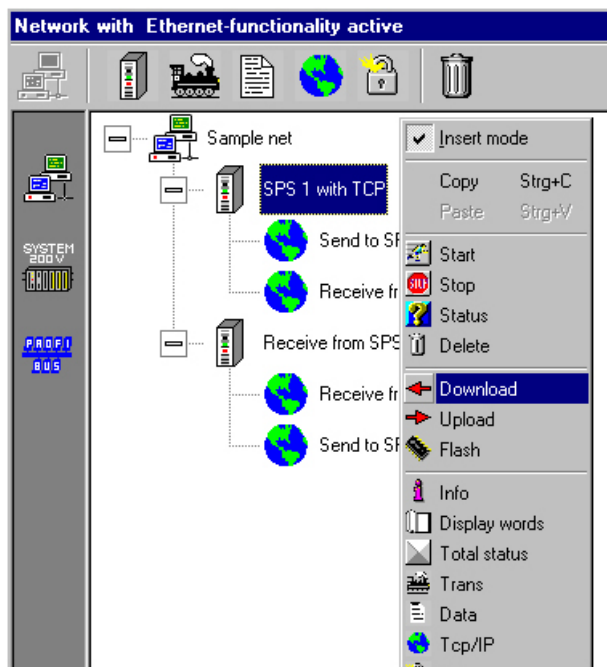 Network with Ethernet-functionality active
Sample net
SPS 1 with TCP
Send to SP
Receive fr
Receive from SPS
Receive fr
Send to SP
SYSTEM
200V
PROFI
BUS
Insert mode
Copy Strg+C
Paste Strg+V
Start
Stop
Status
Delete
Download
Upload
Flash
Info
Display words
Total status
Trans
Data
Tcp/IP